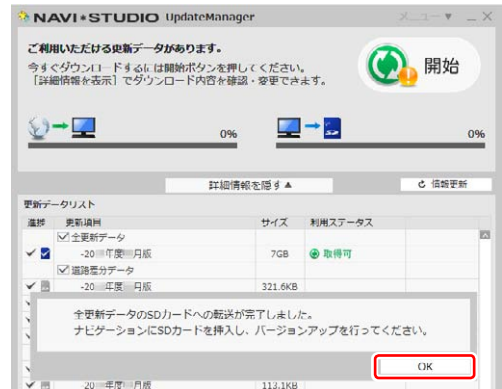 NAVI*STUDIO UpdateManager
メニュー ▼ _ X
ご利用いただける更新データがあります。
今すぐダウンロードするには開始ボタンを押してください。
「詳細情報を表示」でダウンロード内容を確認・変更できます。
開始
0%
0%
詳細情報を隠す▲
情報更新
更新データリスト
進捗 更新項目 サイズ 利用ステータス
全更新データ
-20 年度 月版 7GB 取得可
道路差分データ
-20 年度 月版 321.6KB
全更新データのSDカードへの転送が完了しました。
ナビゲーションにSDカードを挿入し、バージョンアップを行ってください。
OK
-20 年度 月版 113.1KB